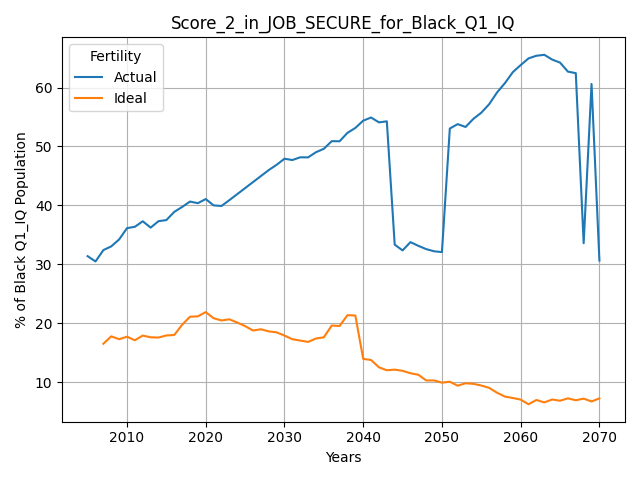 Score_2_in_JOB_SECURE_for_Black_Q1_IQ
Fertility
Actual
Ideal
% of Black Q1_IQ Population
60
50
40
30
20
10
2010 2020 2030 2040 2050 2060 2070
Years